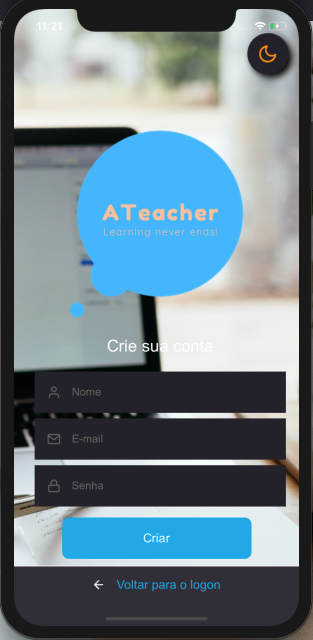 11:21
ATeacher
Learning never ends!
Crie sua conta
Nome
E-mail
Senha
Criar
Voltar para o logon